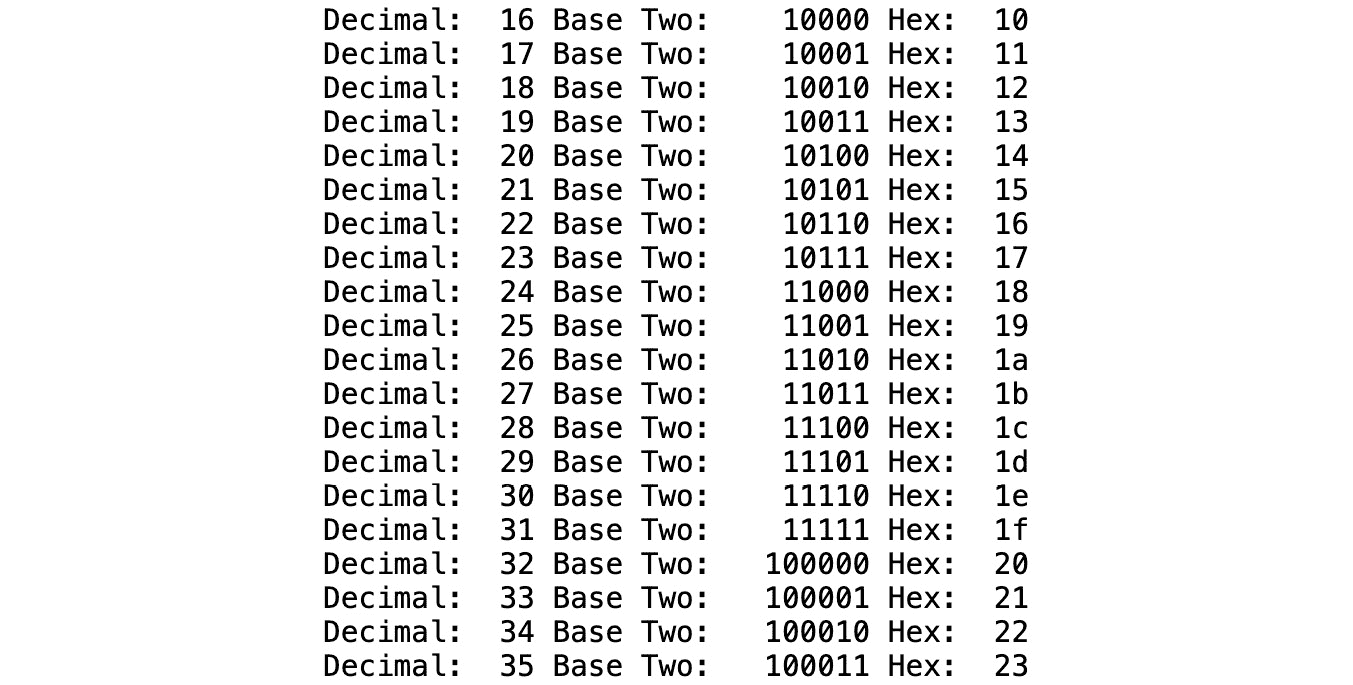 Decimal:  16 Base Two:    10000 Hex:  10
Decimal:  17 Base Two:    10001 Hex:  11
Decimal:  18 Base Two:    10010 Hex:  12
Decimal:  19 Base Two:    10011 Hex:  13
Decimal:  20 Base Two:    10100 Hex:  14
Decimal:  21 Base Two:    10101 Hex:  15
Decimal:  22 Base Two:    10110 Hex:  16
Decimal:  23 Base Two:    10111 Hex:  17
Decimal:  24 Base Two:    11000 Hex:  18
Decimal:  25 Base Two:    11001 Hex:  19
Decimal:  26 Base Two:    11010 Hex:  1a
Decimal:  27 Base Two:    11011 Hex:  1b
Decimal:  28 Base Two:    11100 Hex:  1c
Decimal:  29 Base Two:    11101 Hex:  1d
Decimal:  30 Base Two:    11110 Hex:  1e
Decimal:  31 Base Two:    11111 Hex:  1f
Decimal:  32 Base Two:   100000 Hex:  20
Decimal:  33 Base Two:   100001 Hex:  21
Decimal:  34 Base Two:   100010 Hex:  22
Decimal:  35 Base Two:   100011 Hex:  23